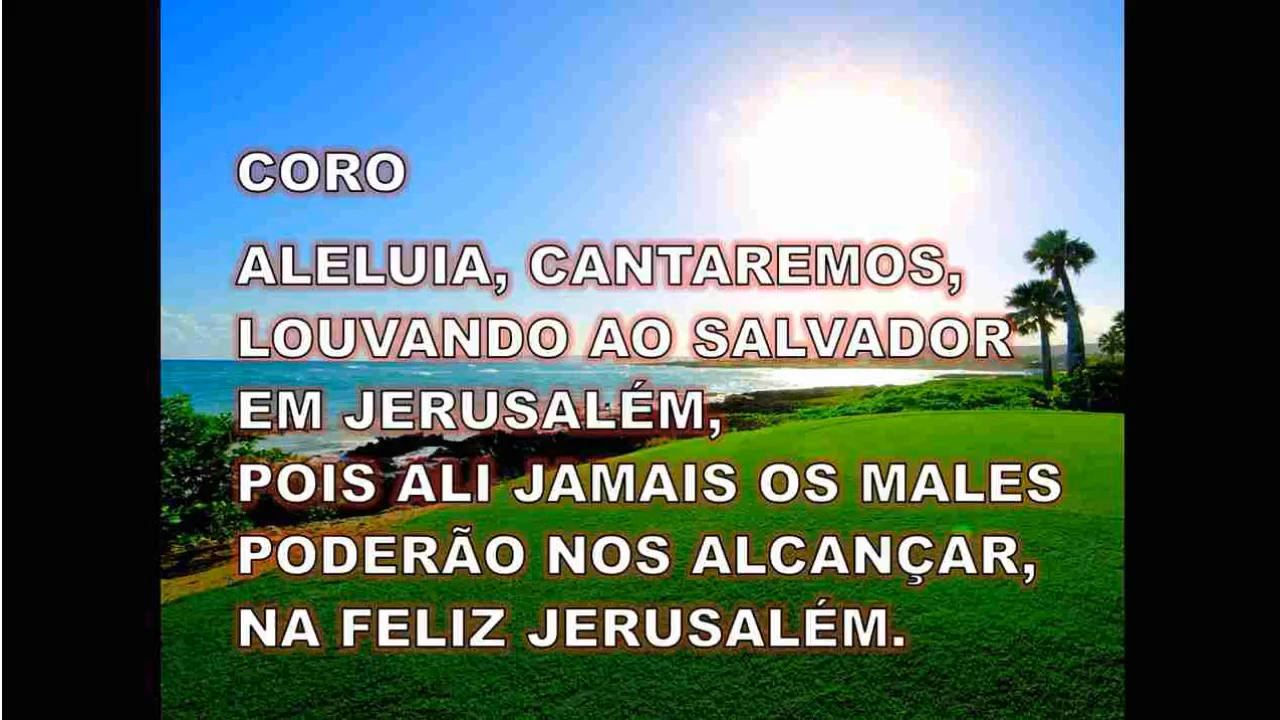 CORO
ALELUIA, CANTAREMOS,
LOUVANDO AO SALVADOR
EM JERUSALÉM,
POIS ALI JAMAIS OS MALES
PODERÃO NOS ALCANÇAR,
NA FELIZ JERUSALÉM.